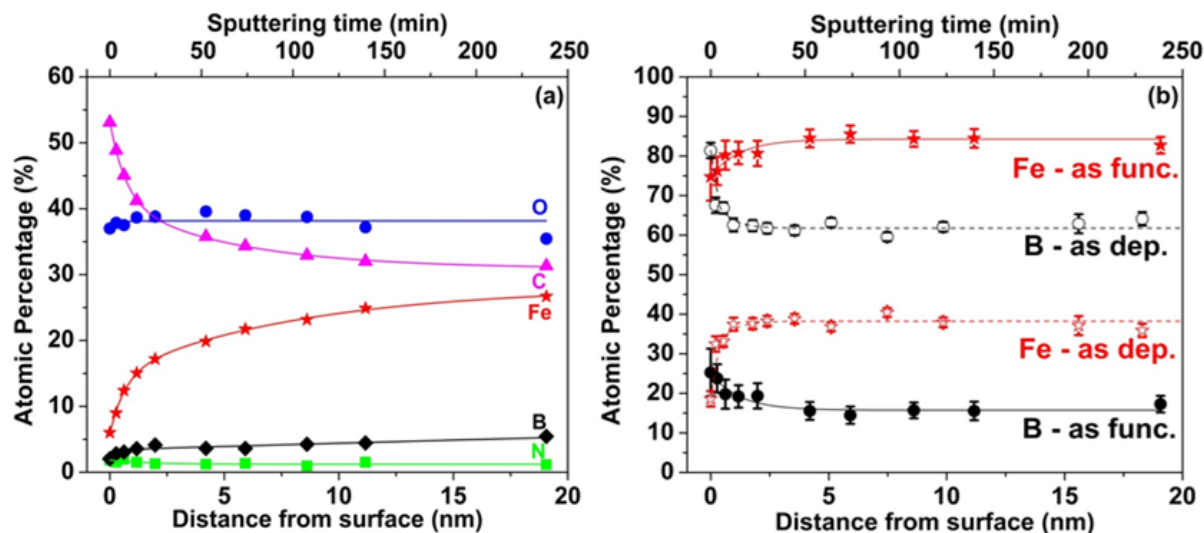 Sputtering time (min)
0 50 100 150 200 250
60
50
40
30
20
10
0
Atomic Percentage (%)
(a)
O
C
Fe
B
N
0 5 10 15 20
Distance from surface (nm)
Sputtering time (min)
0 50 100 150 200 250
100
90
80
70
60
50
40
30
20
10
0
Atomic Percentage (%)
(b)
Fe - as func.
B - as dep.
Fe - as dep.
B - as func.
0 5 10 15 20
Distance from surface (nm)